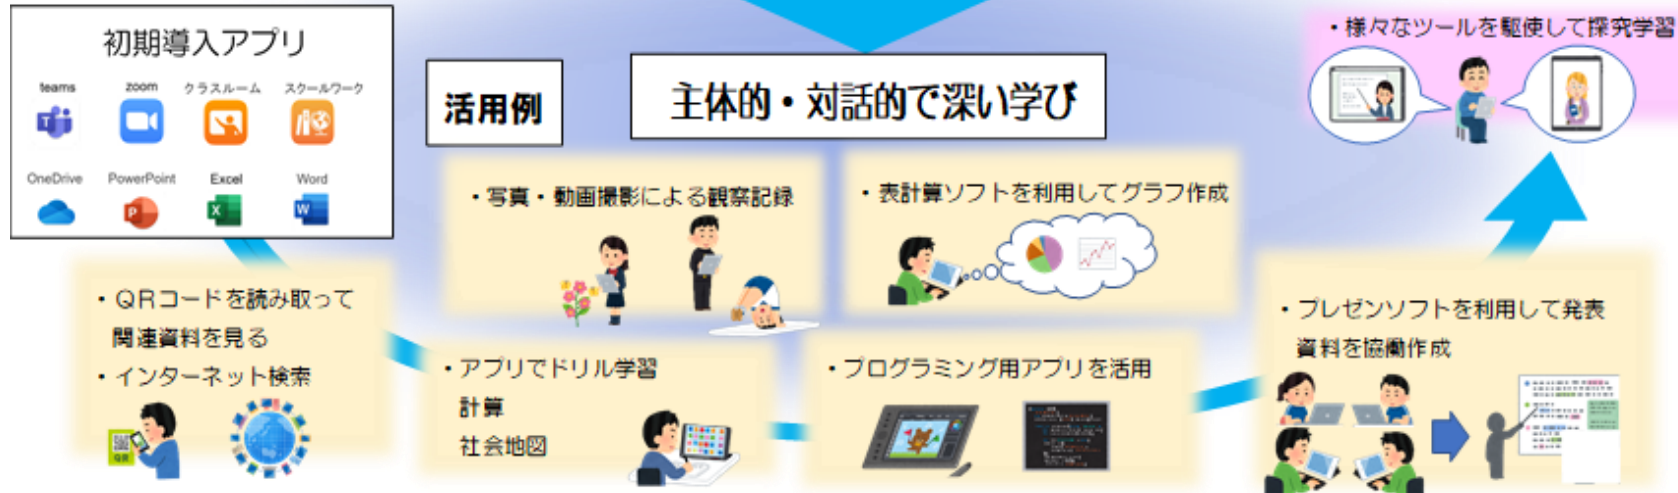 初期導入アプリ
teams zoom クラスルーム スクールワーク
OneDrive PowerPoint Excel Word
活用例
主体的・対話的で深い学び
・様々なツールを駆使して探究学習
・写真・動画撮影による観察記録
・表計算ソフトを利用してグラフ作成
・QRコードを読み取って
関連資料を見る
・インターネット検索
QR
・アプリでドリル学習
計算
社会地図
・プログラミング用アプリを活用
・プレゼンソフトを利用して発表
資料を協働作成